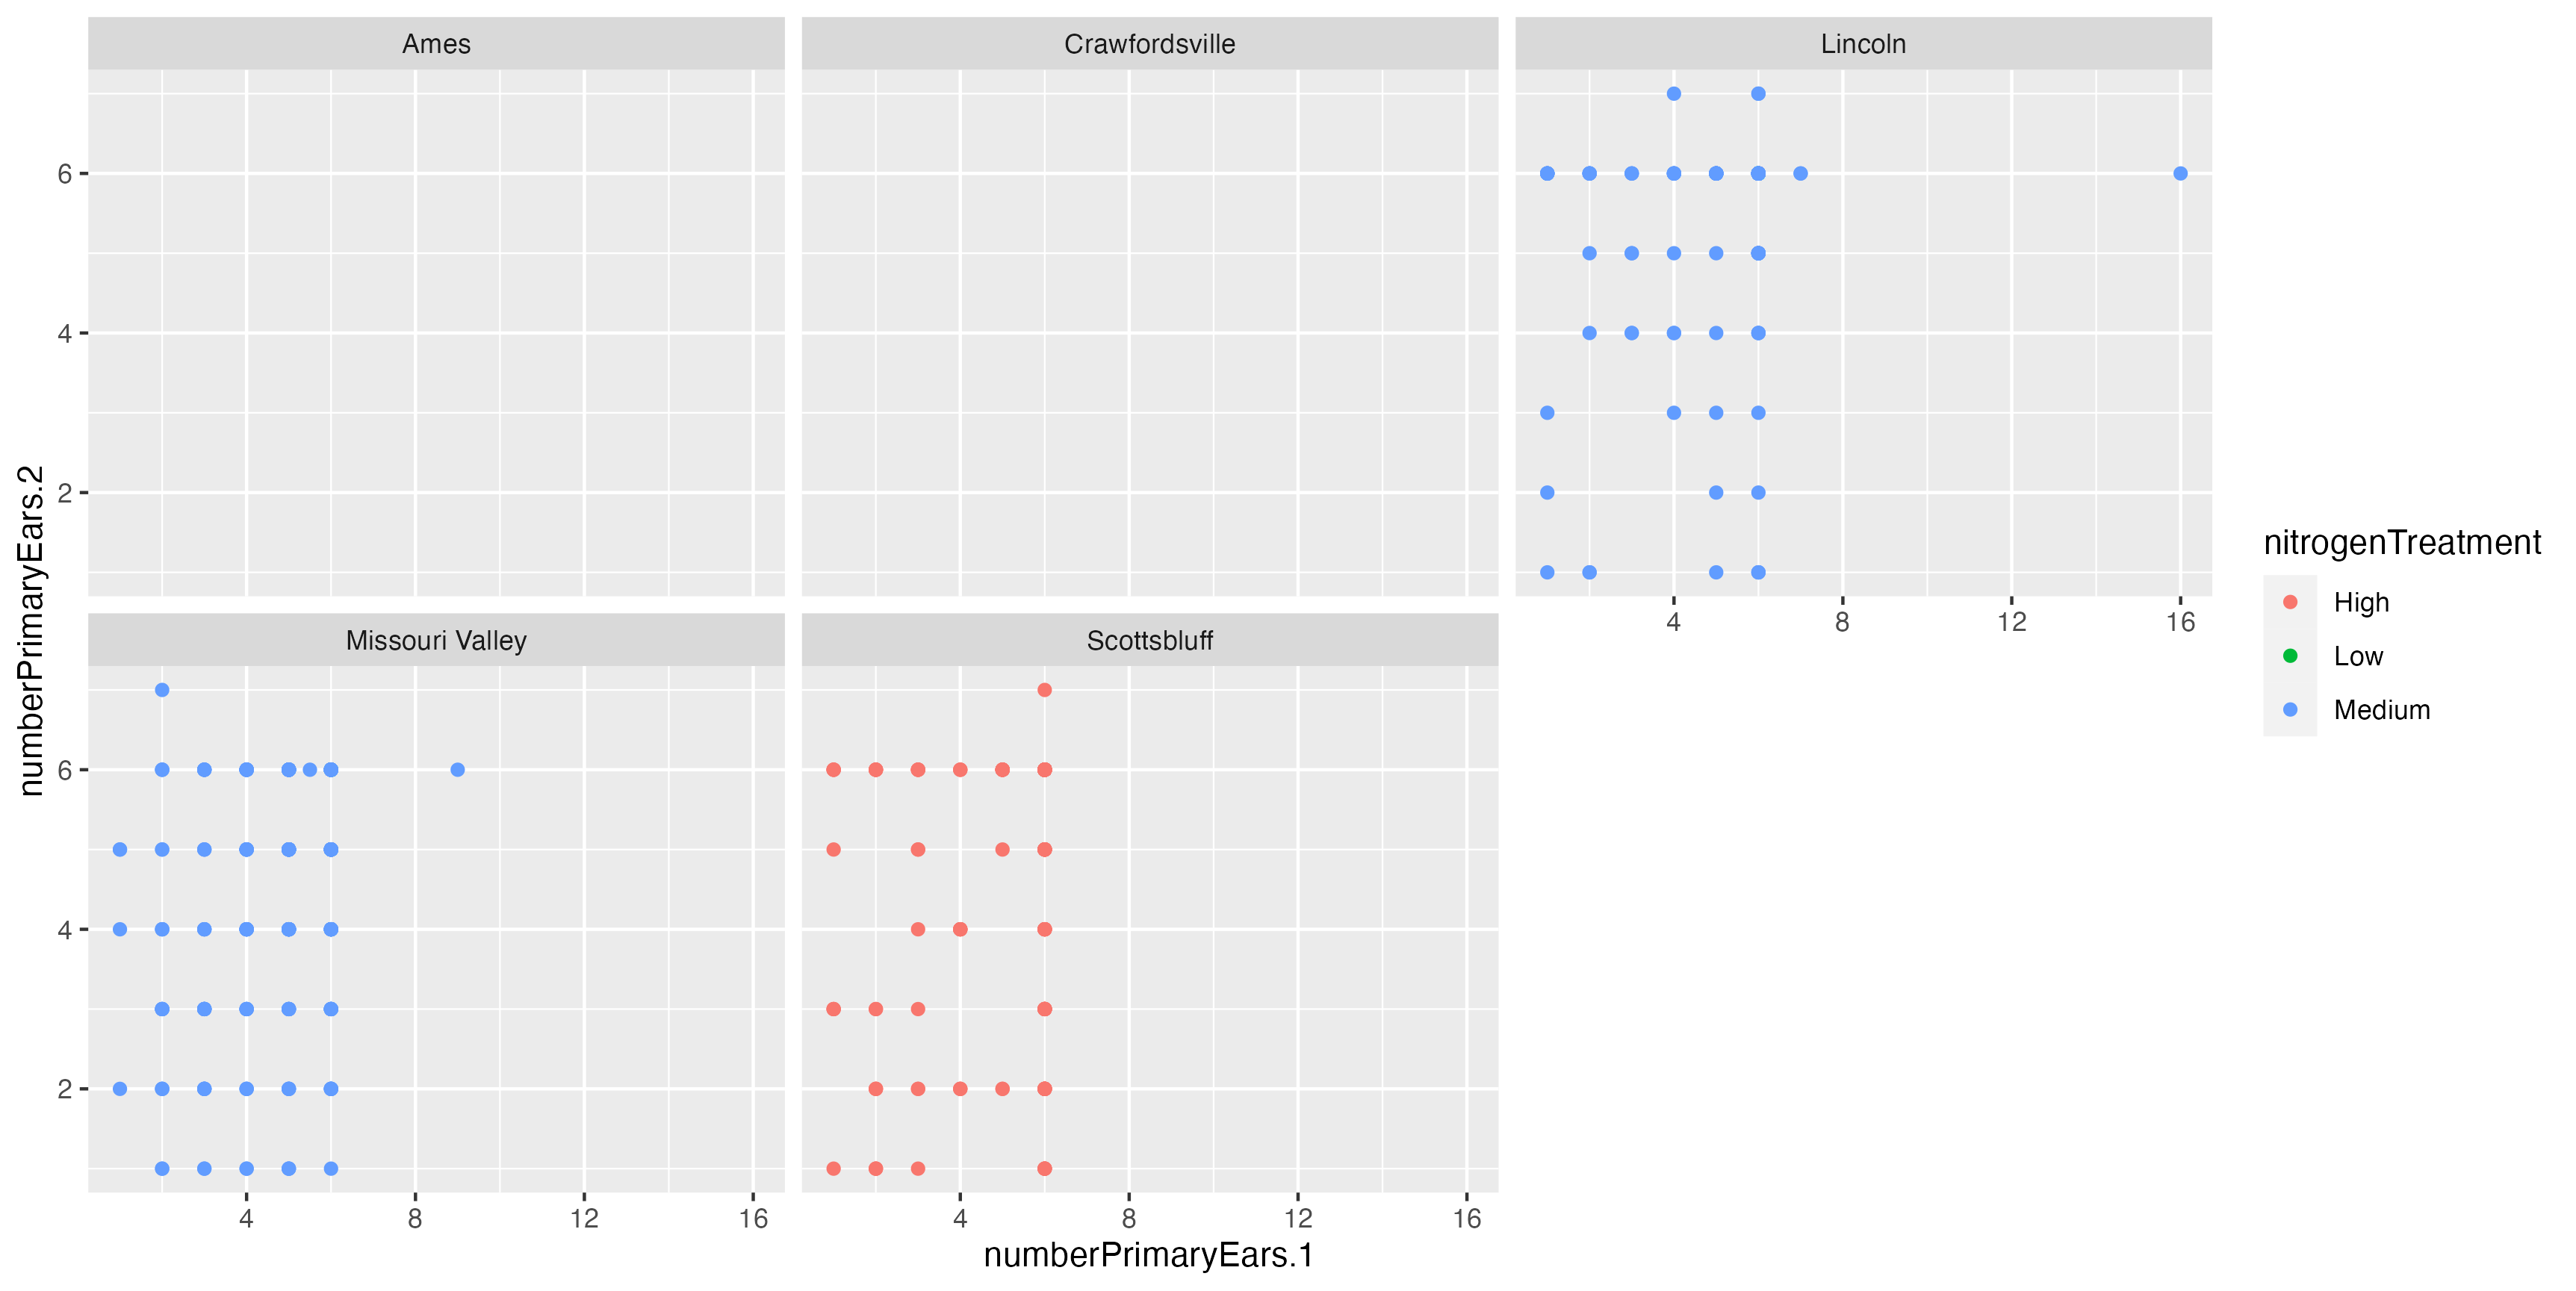 Ames
Crawfordsville
Lincoln
6
4
2
4 8 12 16
Missouri Valley
Scottsbluff
6
4
2
4 8 12 16
4 8 12 16
numberPrimaryEars.1
numberPrimaryEars.2
nitrogenTreatment
High
Low
Medium